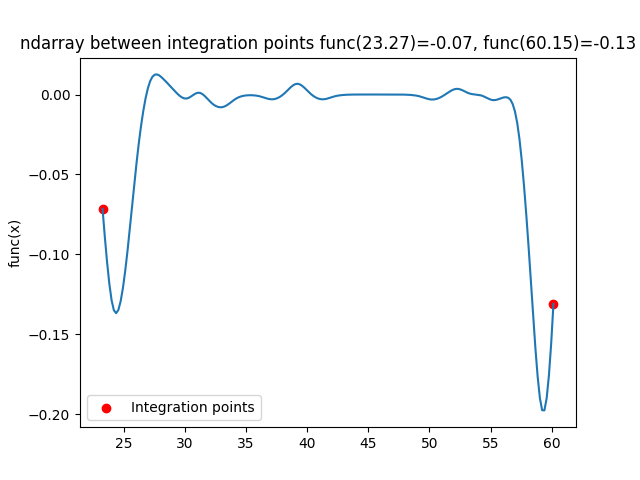 ndarray between integration points func(23.27)=-0.07, func(60.15)=-0.13
0.00
−0.05
−0.10
−0.15
−0.20
func(x)
Integration points
25 30 35 40 45 50 55 60